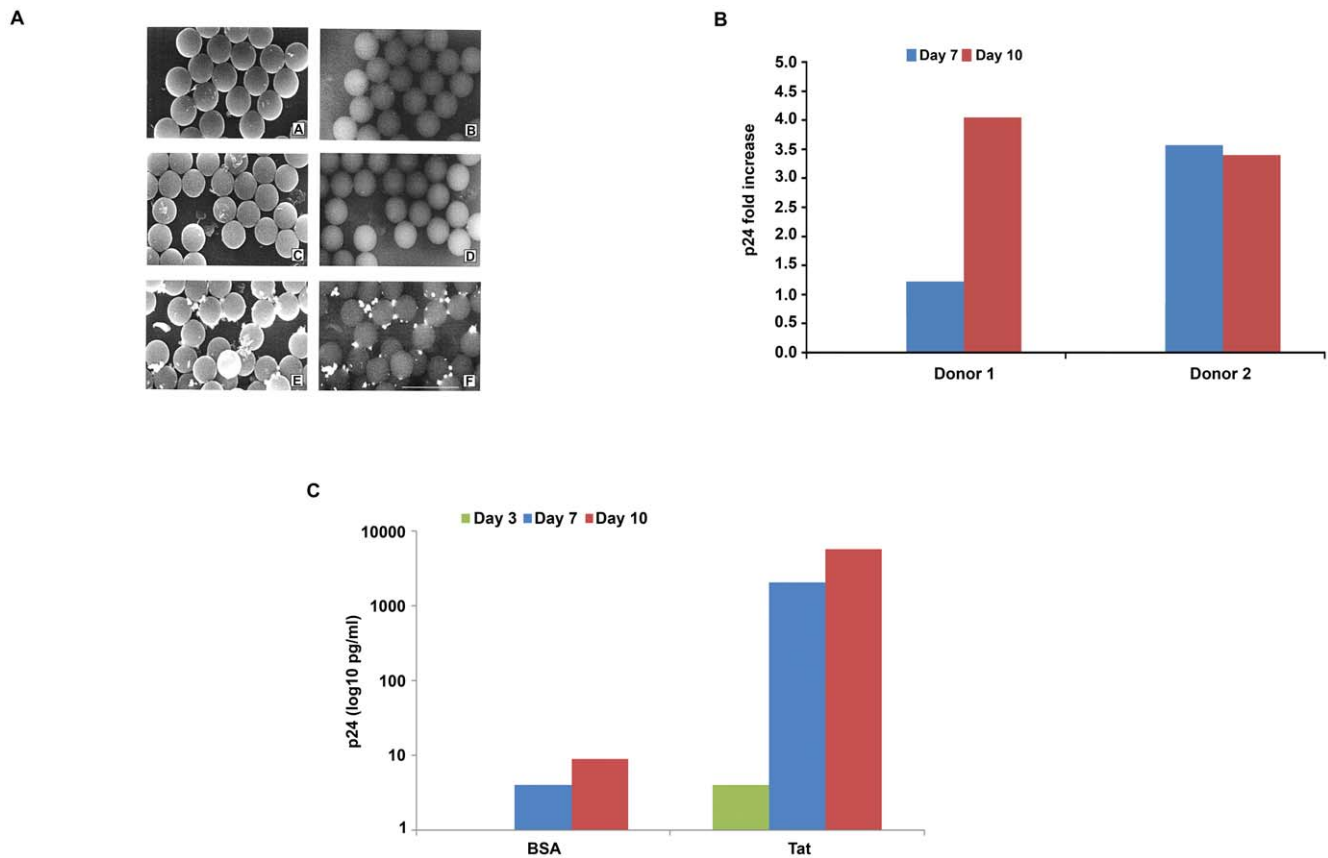 A
A
B
C
D
E
F
B
Day 7 Day 10
5.0
4.5
4.0
3.5
3.0
2.5
2.0
1.5
1.0
0.5
0.0
p24 fold increase
Donor 1 Donor 2
C
Day 3 Day 7 Day 10
10000
1000
100
10
1
p24 (log10 pg/ml)
BSA Tat